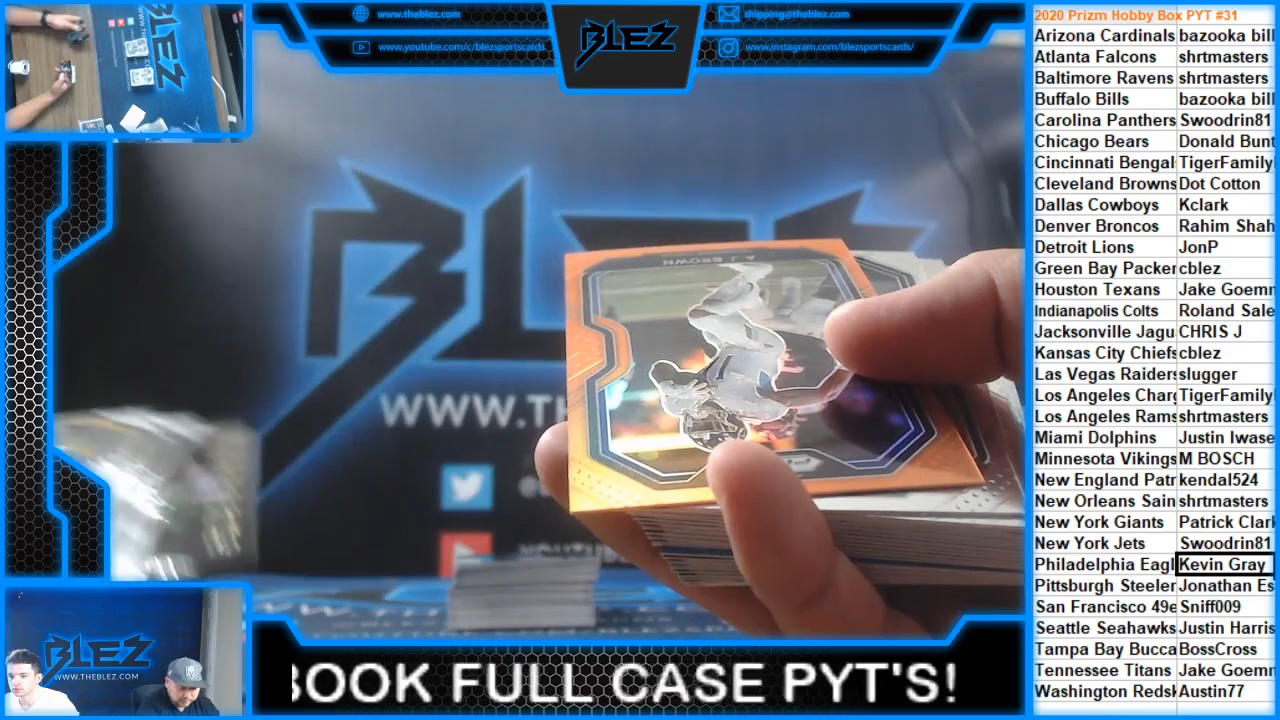 www.theblez.com
shipping@theblez.com
www.youtube.com/c/blezsportscards
www.instagram.com/blezsportscards/
BLEZ
BLEZ
WWW.TH
A.J. BROWN
BLEZ
WWW.THEBLEZ.COM
BOOK FULL CASE PYT'S!
2020 Prizm Hobby Box PYT #31
Arizona Cardinals bazooka bill
Atlanta Falcons shrtmasters
Baltimore Ravens shrtmasters
Buffalo Bills bazooka bill
Carolina Panthers Swoodrin81
Chicago Bears Donald Bunt
Cincinnati Bengal TigerFamily
Cleveland Browns Dot Cotton
Dallas Cowboys Kclark
Denver Broncos Rahim Shah
Detroit Lions JonP
Green Bay Packer cblez
Houston Texans Jake Goemn
Indianapolis Colts Roland Sale
Jacksonville Jagu CHRIS J
Kansas City Chiefs cblez
Las Vegas Raiders slugger
Los Angeles Charg TigerFamily
Los Angeles Rams shrtmasters
Miami Dolphins Justin Iwase
Minnesota Vikings M BOSCH
New England Patr kendal524
New Orleans Sain shrtmasters
New York Giants Patrick Clark
New York Jets Swoodrin81
Philadelphia Eagl Kevin Gray
Pittsburgh Steeler Jonathan Es
San Francisco 49e Sniff009
Seattle Seahawks Justin Harris
Tampa Bay Bucca BossCross
Tennessee Titans Jake Goemn
Washington Redsk Austin77